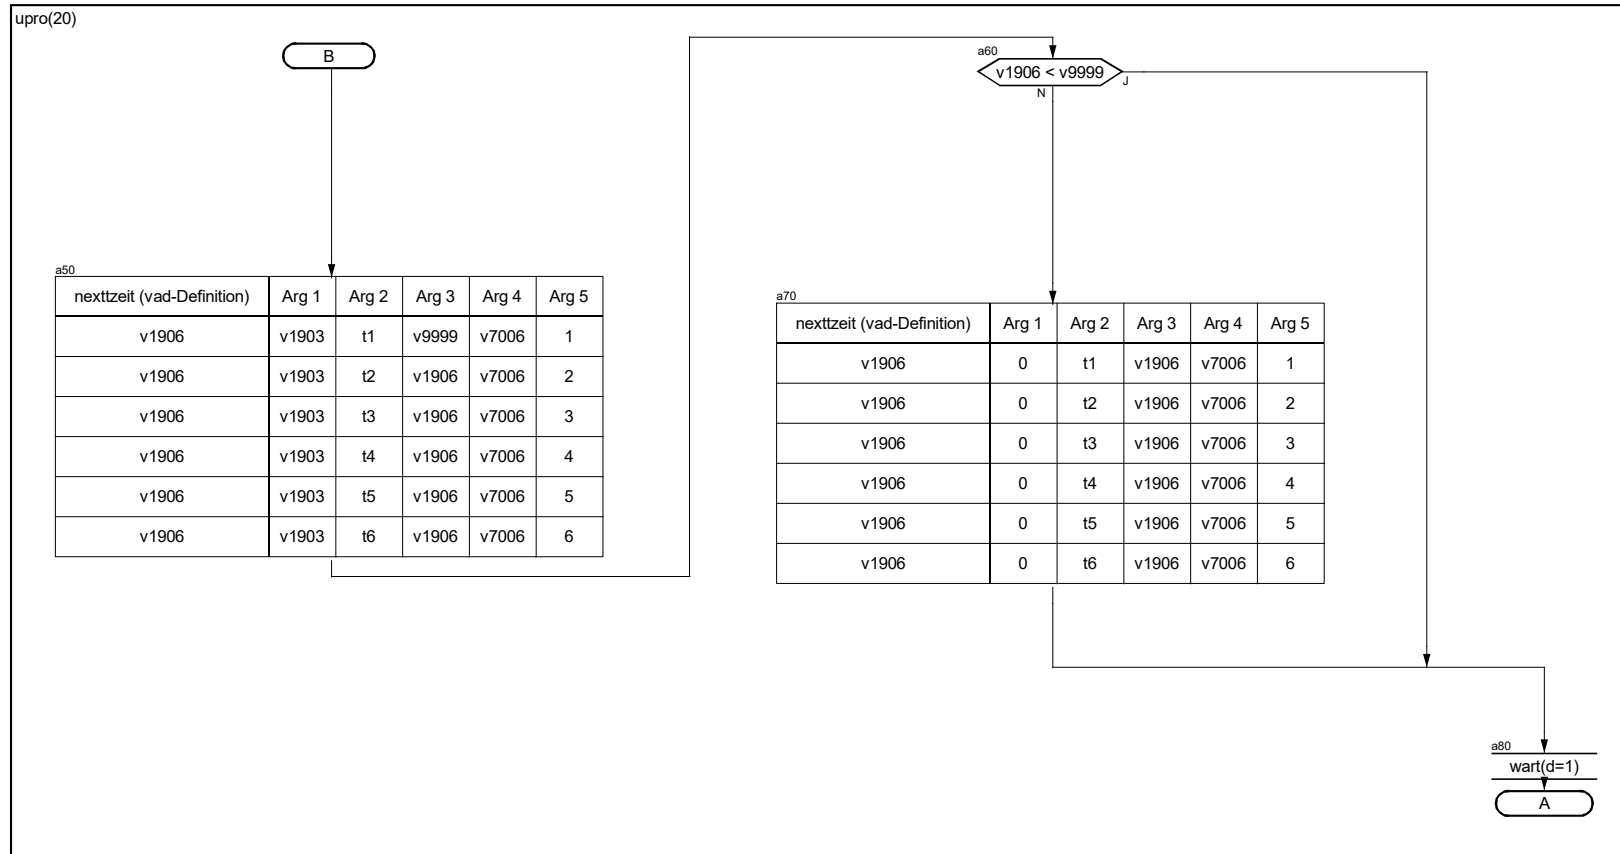 upro(20)
B
a50
nexttzeit (vad-Definition) Arg 1 Arg 2 Arg 3 Arg 4 Arg 5
v1906 v1903 t1 v9999 v7006 1
v1906 v1903 t2 v1906 v7006 2
v1906 v1903 t3 v1906 v7006 3
v1906 v1903 t4 v1906 v7006 4
v1906 v1903 t5 v1906 v7006 5
v1906 v1903 t6 v1906 v7006 6
a60
v1906 < v9999
J
N
a70
nexttzeit (vad-Definition) Arg 1 Arg 2 Arg 3 Arg 4 Arg 5
v1906 0 t1 v1906 v7006 1
v1906 0 t2 v1906 v7006 2
v1906 0 t3 v1906 v7006 3
v1906 0 t4 v1906 v7006 4
v1906 0 t5 v1906 v7006 5
v1906 0 t6 v1906 v7006 6
a80
wart(d=1)
A